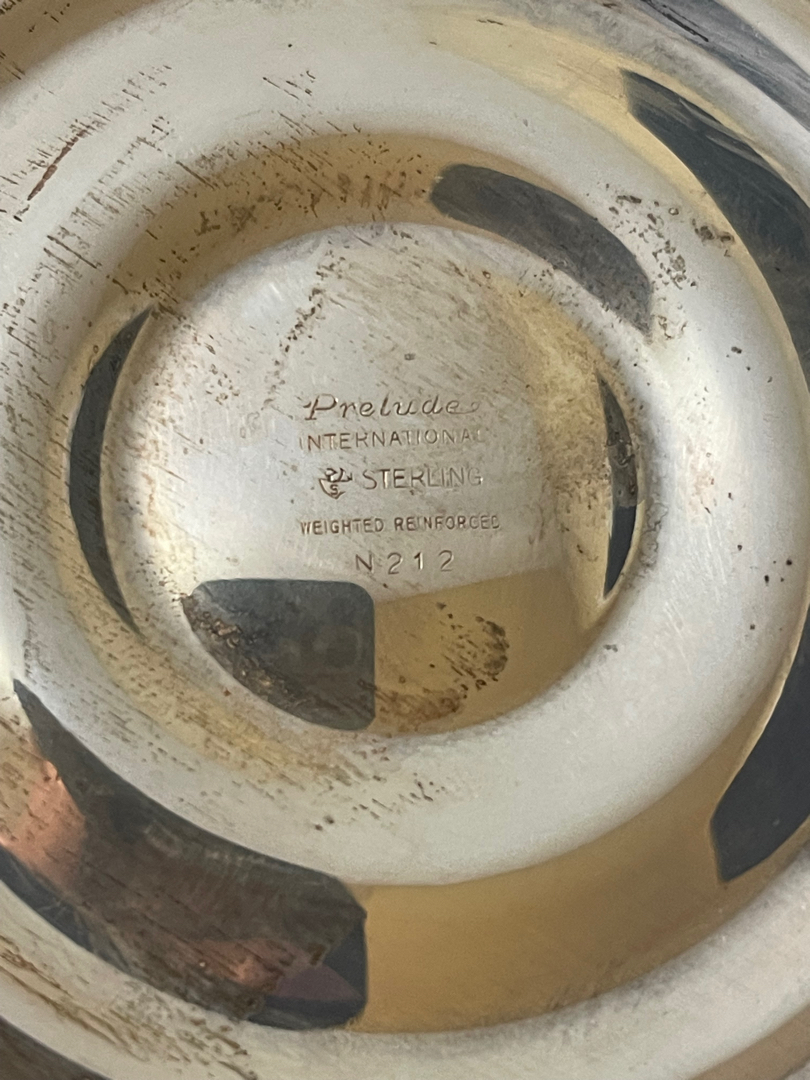 Prelude
INTERNATIONAL
STERLING
WEIGHTED REINFORCED
N212